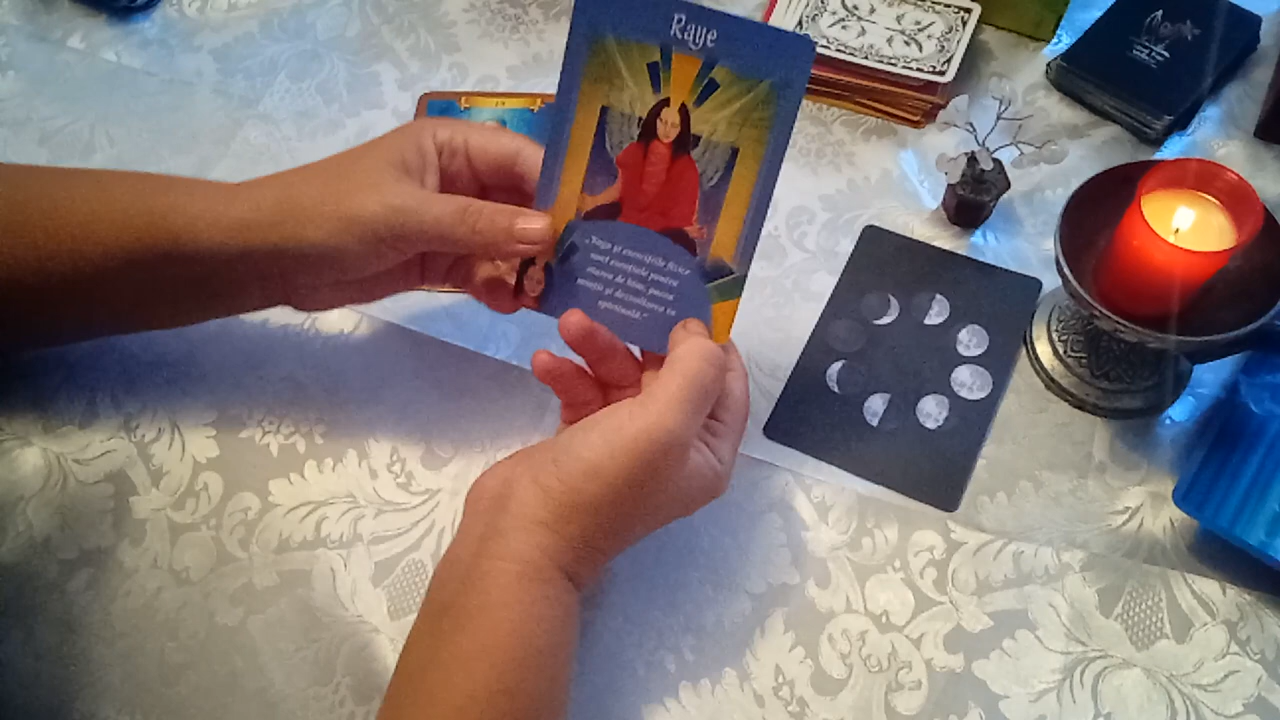 Raye
„Yoga și exercițiile fizice
sunt esențiale pentru
starea de bine, pacea
minții și dezvoltarea ta
spirituală."